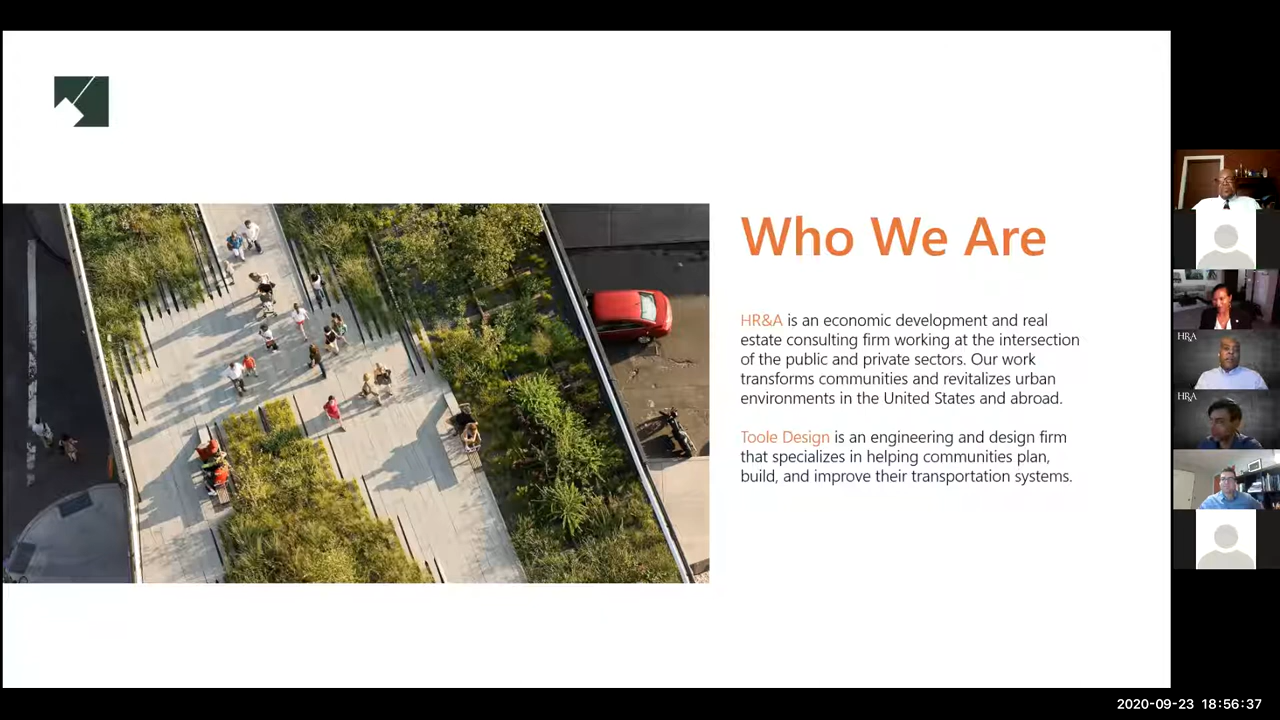 Who We Are
HR&A is an economic development and real
estate consulting firm working at the intersection
of the public and private sectors. Our work
transforms communities and revitalizes urban
environments in the United States and abroad.
Toole Design is an engineering and design firm
that specializes in helping communities plan,
build, and improve their transportation systems.
HRA
HRA
2020-09-23 18:56:37